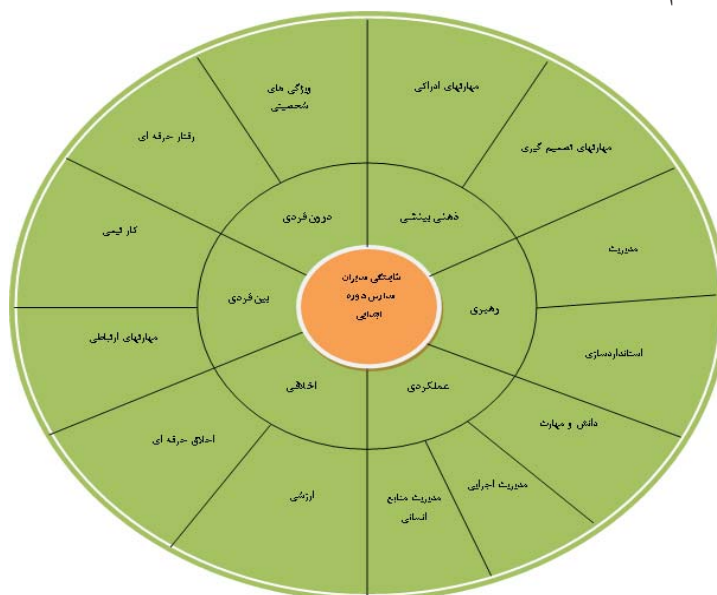 مهارتهای ادراکی
ویژگی های
شخصیتی
مهارتهای تصمیم گیری
رفتار حرفه ای
ذهنی بینشی
درون فردی
مدیریت
کار تیمی
شایستگی مدیران
مدارس دوره
ابتدایی
رهبری
بین فردی
استانداردسازی
مهارتهای ارتباطی
عملکردی
اخلاقی
دانش و مهارت
اخلاق حرفه ای
مدیریت اجرایی
مدیریت منابع
انسانی
ارزشی